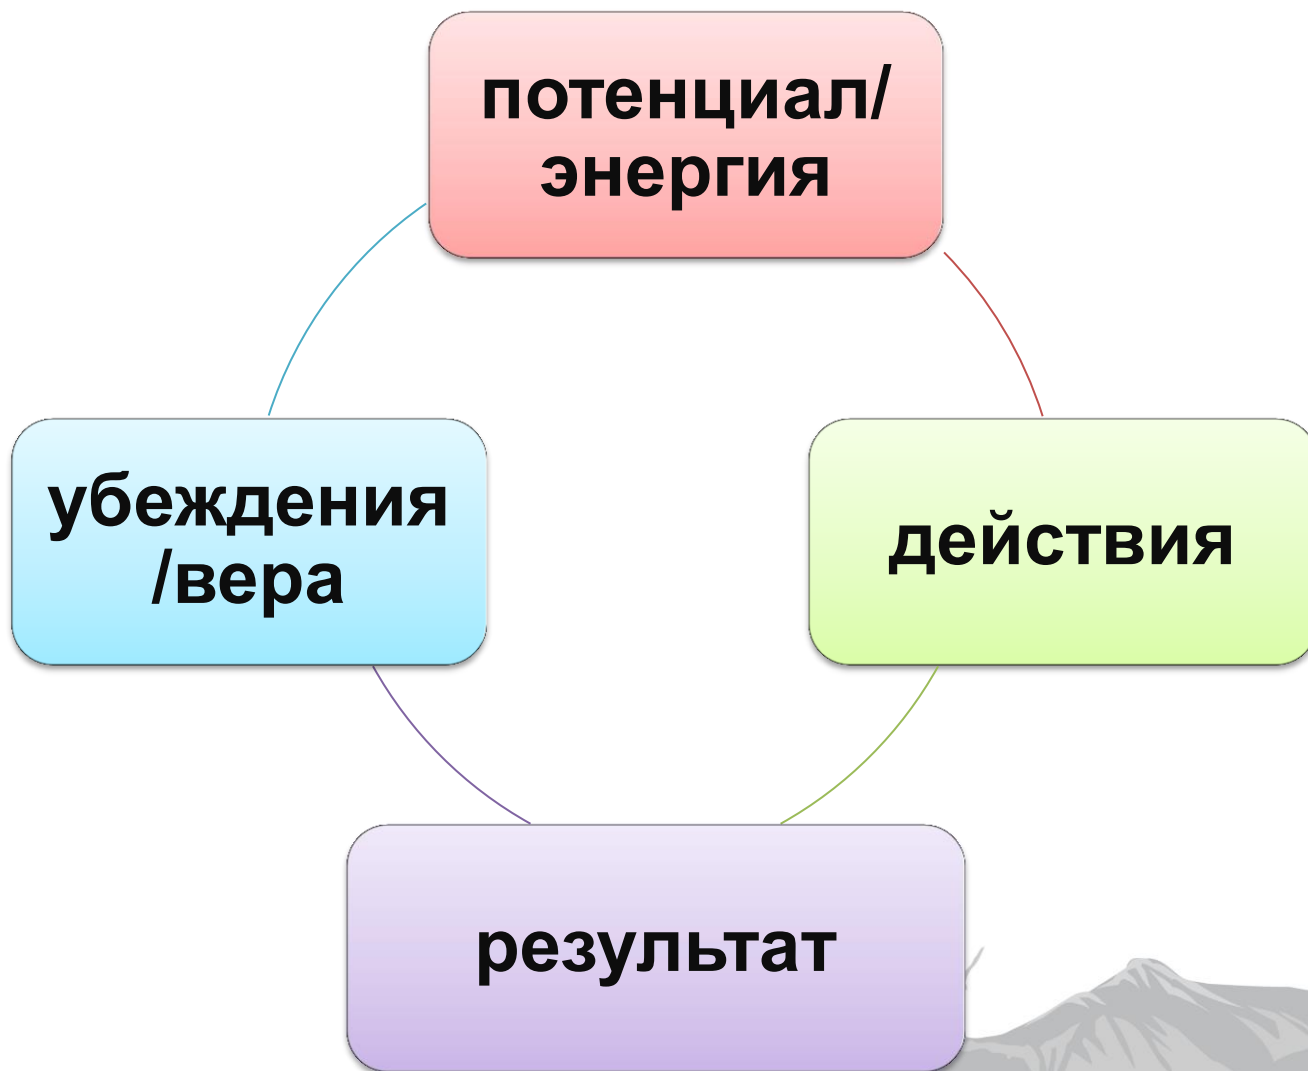 потенциал/
энергия
убеждения
/вера
действия
результат